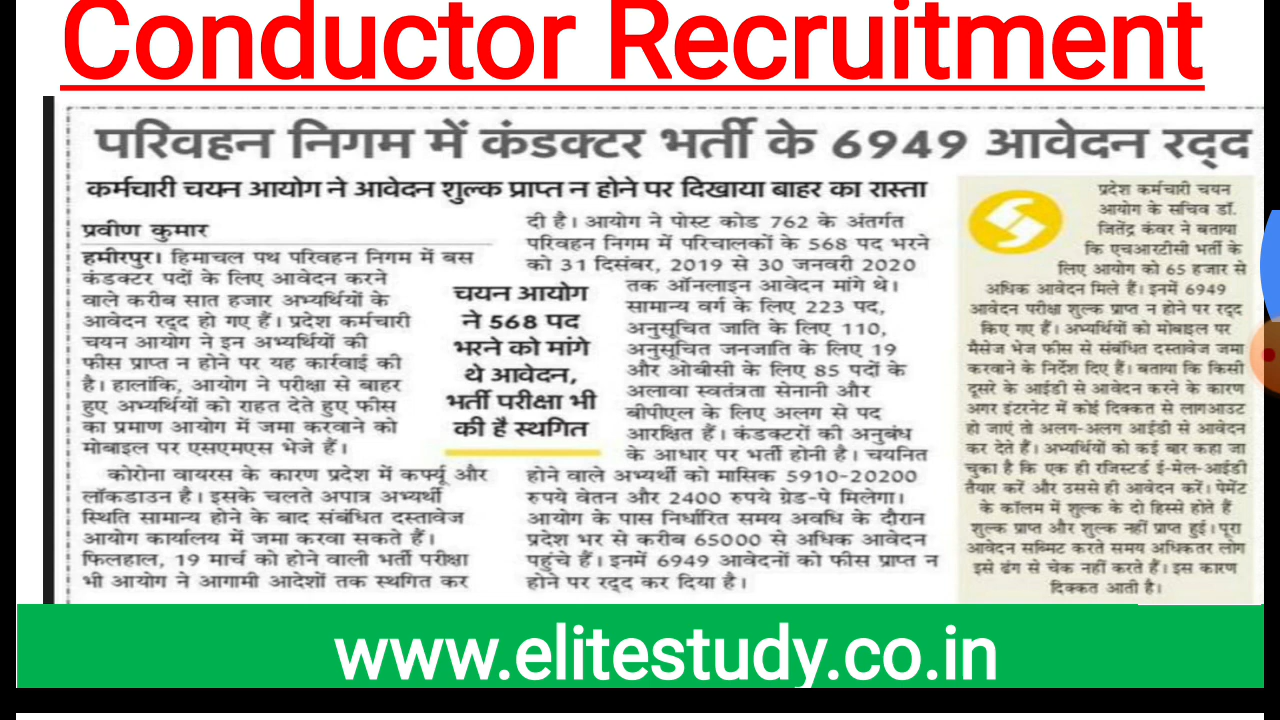 Conductor Recruitment
परिवहन निगम में कंडक्टर भर्ती के 6949 आवेदन रद्द
कर्मचारी चयन आयोग ने आवेदन शुल्क प्राप्त न होने पर दिखाया बाहर का रास्ता
प्रवीण कुमार
हमीरपुर। हिमाचल पथ परिवहन निगम में बस
कंडक्टर पदों के लिए आवेदन करने
वाले करीब सात हजार अभ्यर्थियों के
आवेदन रद्द हो गए हैं। प्रदेश कर्मचारी
चयन आयोग ने इन अभ्यर्थियों की
फीस प्राप्त न होने पर यह कार्रवाई की
है। हालांकि, आयोग ने परीक्षा से बाहर
हुए अभ्यर्थियों को राहत देते हुए फीस
का प्रमाण आयोग में जमा करवाने को
मोबाइल पर एसएमएस भेजे हैं।
कोरोना वायरस के कारण प्रदेश में कर्फ्यू और
लॉकडाउन है। इसके चलते अपात्र अभ्यर्थी
स्थिति सामान्य होने के बाद संबंधित दस्तावेज
आयोग कार्यालय में जमा करवा सकते हैं।
फिलहाल, 19 मार्च को होने वाली भर्ती परीक्षा
भी आयोग ने आगामी आदेशों तक स्थगित कर
चयन आयोग
ने 568 पद
भरने को मांगे
थे आवेदन,
भर्ती परीक्षा भी
की है स्थगित
दी है। आयोग ने पोस्ट कोड 762 के अंतर्गत
परिवहन निगम में परिचालकों के 568 पद भरने
को 31 दिसंबर, 2019 से 30 जनवरी 2020
तक ऑनलाइन आवेदन मांगे थे।
सामान्य वर्ग के लिए 223 पद,
अनुसूचित जाति के लिए 110,
अनुसूचित जनजाति के लिए 19
और ओबीसी के लिए 85 पदों के
अलावा स्वतंत्रता सेनानी और
बीपीएल के लिए अलग से पद
आरक्षित हैं। कंडक्टरों की अनुबंध
के आधार पर भर्ती होनी है। चयनित
होने वाले अभ्यर्थी को मासिक 5910-20200
रुपये वेतन और 2400 रुपये ग्रेड-पे मिलेगा।
आयोग के पास निर्धारित समय अवधि के दौरान
प्रदेश भर से करीब 65000 से अधिक आवेदन
पहुंचे हैं। इनमें 6949 आवेदनों को फीस प्राप्त न
होने पर रद्द कर दिया है।
प्रदेश कर्मचारी चयन
आयोग के सचिव डॉ.
जितेंद्र कंवर ने बताया
कि एचआरटीसी भर्ती के
लिए आयोग को 65 हजार से
अधिक आवेदन मिले हैं। इनमें 6949
आवेदन परीक्षा शुल्क प्राप्त न होने पर रद्द
किए गए हैं। अभ्यर्थियों को मोबाइल पर
मैसेज भेज फीस से संबंधित दस्तावेज जमा
करवाने के निर्देश दिए हैं। बताया कि किसी
दूसरे के आईडी से आवेदन करने के कारण
अगर इंटरनेट में कोई दिक्कत से लागआउट
हो जाएं तो अलग-अलग आईडी से आवेदन
कर देते हैं। अभ्यर्थियों को कई बार कहा जा
चुका है कि एक ही रजिस्टर्ड ई-मेल-आईडी
तैयार करें और उससे ही आवेदन करें। पेमेंट
के कॉलम में शुल्क के दो हिस्से होते हैं
शुल्क प्राप्त और शुल्क नहीं प्राप्त हुई। पूरा
आवेदन सब्मिट करते समय अधिकतर लोग
इसे ढंग से चेक नहीं करते हैं। इस कारण
दिक्कत आती है।
www.elitestudy.co.in